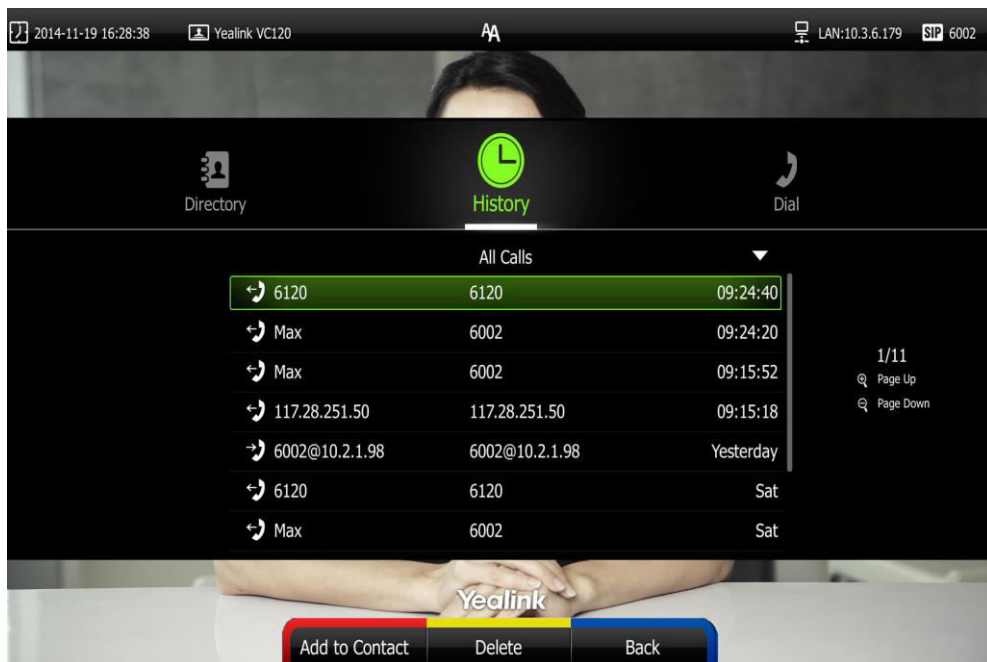 2014-11-19 16:28:38 Yealink VC120 AA LAN:10.3.6.179 SIP 6002
Directory History Dial
All Calls
6120 6120 09:24:40
Max 6002 09:24:20
Max 6002 09:15:52
117.28.251.50 117.28.251.50 09:15:18
6002@10.2.1.98 6002@10.2.1.98 Yesterday
6120 6120 Sat
Max 6002 Sat
1/11
Page Up
Page Down
Yealink
Add to Contact Delete Back